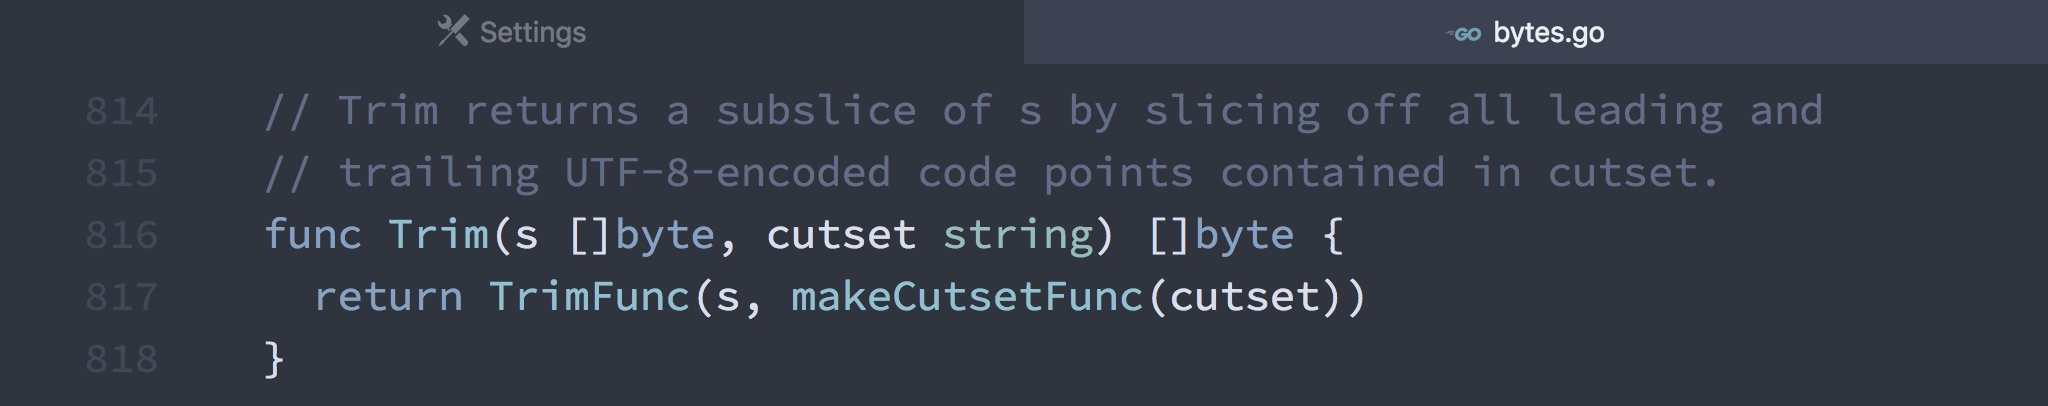 Settings
GO bytes.go
814 // Trim returns a subslice of s by slicing off all leading and
815 // trailing UTF-8-encoded code points contained in cutset.
816 func Trim(s []byte, cutset string) []byte {
817 return TrimFunc(s, makeCutsetFunc(cutset))
818 }